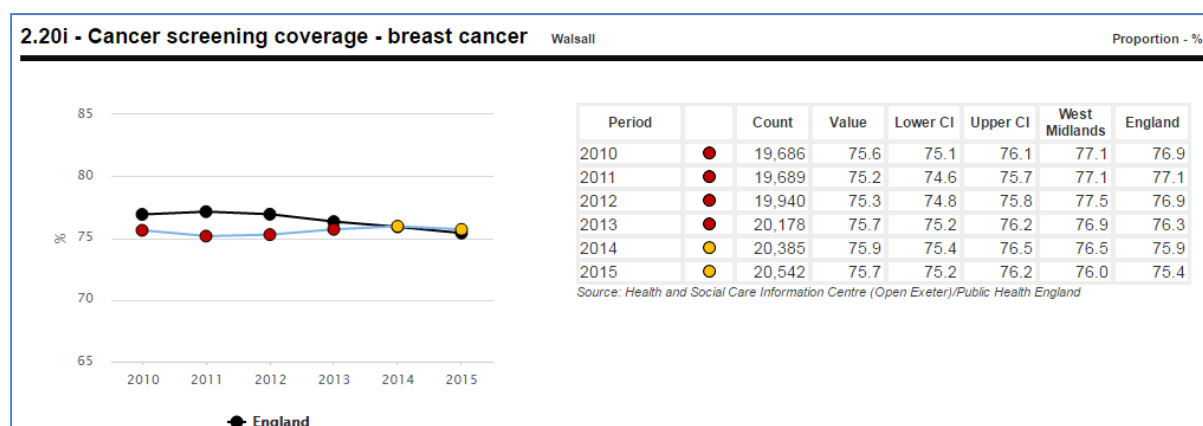 2.20i - Cancer screening coverage - breast cancer Walsall Proportion - %
85
80
75
70
65
%
2010 2011 2012 2013 2014 2015
England
Period Count Value Lower CI Upper CI West Midlands England
2010 19,686 75.6 75.1 76.1 77.1 76.9
2011 19,689 75.2 74.6 75.7 77.1 77.1
2012 19,940 75.3 74.8 75.8 77.5 76.9
2013 20,178 75.7 75.2 76.2 76.9 76.3
2014 20,385 75.9 75.4 76.5 76.5 75.9
2015 20,542 75.7 75.2 76.2 76.0 75.4
Source: Health and Social Care Information Centre (Open Exeter)/Public Health England